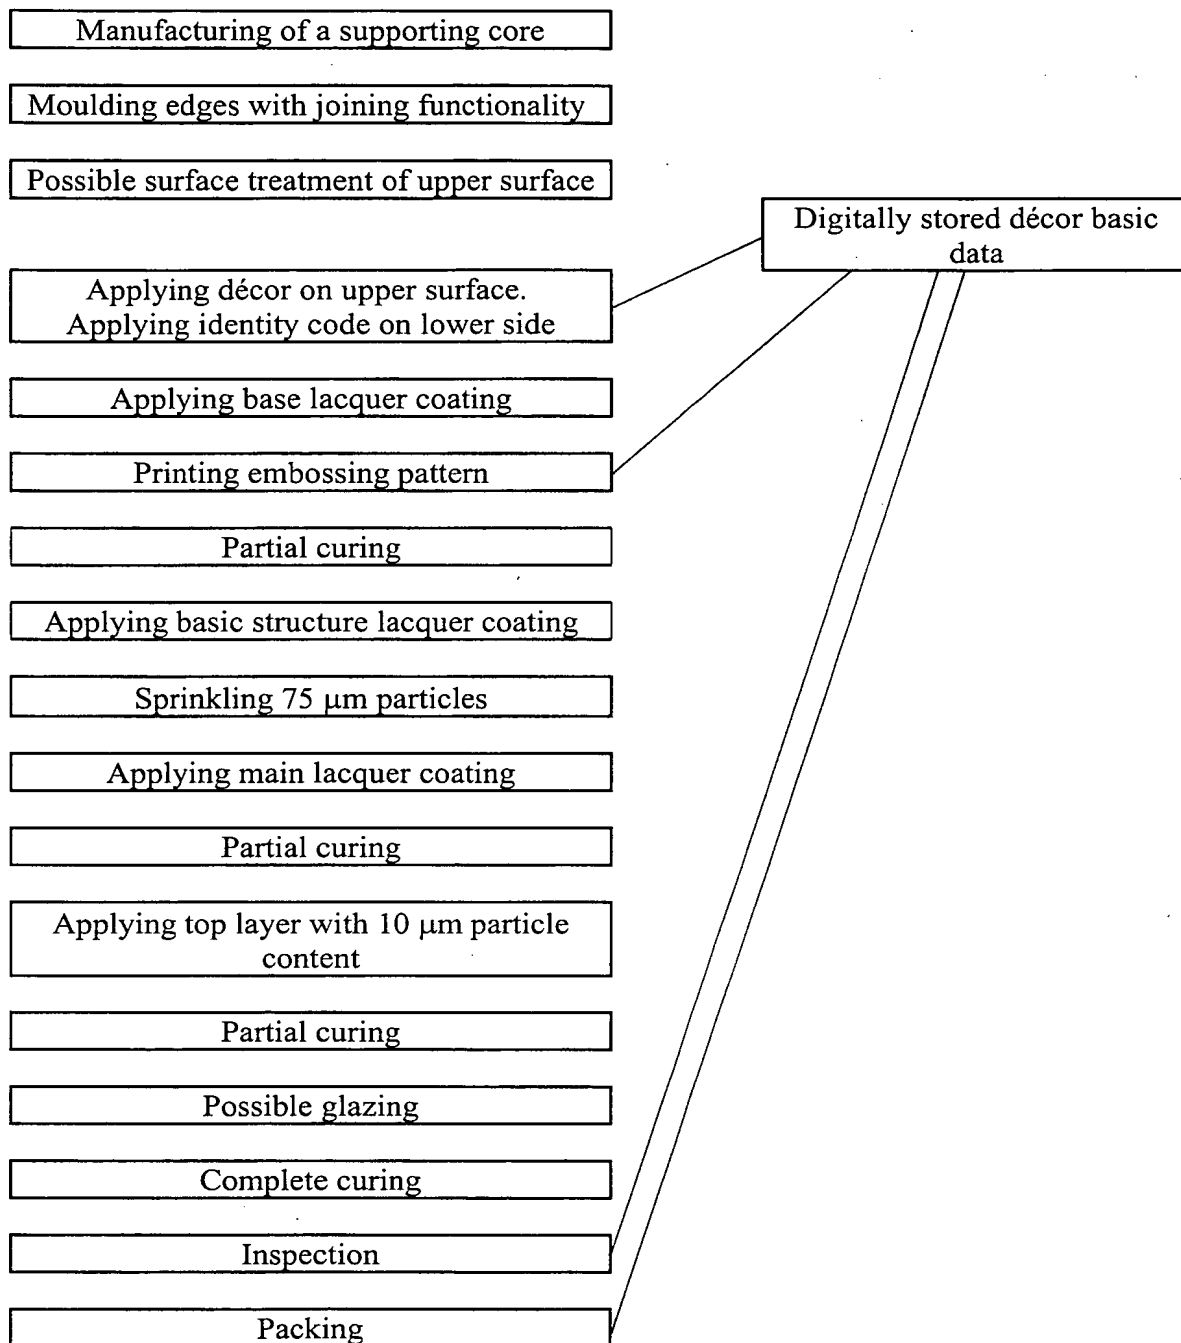 Manufacturing of a supporting core
Moulding edges with joining functionality
Possible surface treatment of upper surface
Digitally stored décor basic
data
Applying décor on upper surface.
Applying identity code on lower side
Applying base lacquer coating
Printing embossing pattern
Partial curing
Applying basic structure lacquer coating
Sprinkling 75 μm particles
Applying main lacquer coating
Partial curing
Applying top layer with 10 μm particle
content
Partial curing
Possible glazing
Complete curing
Inspection
Packing